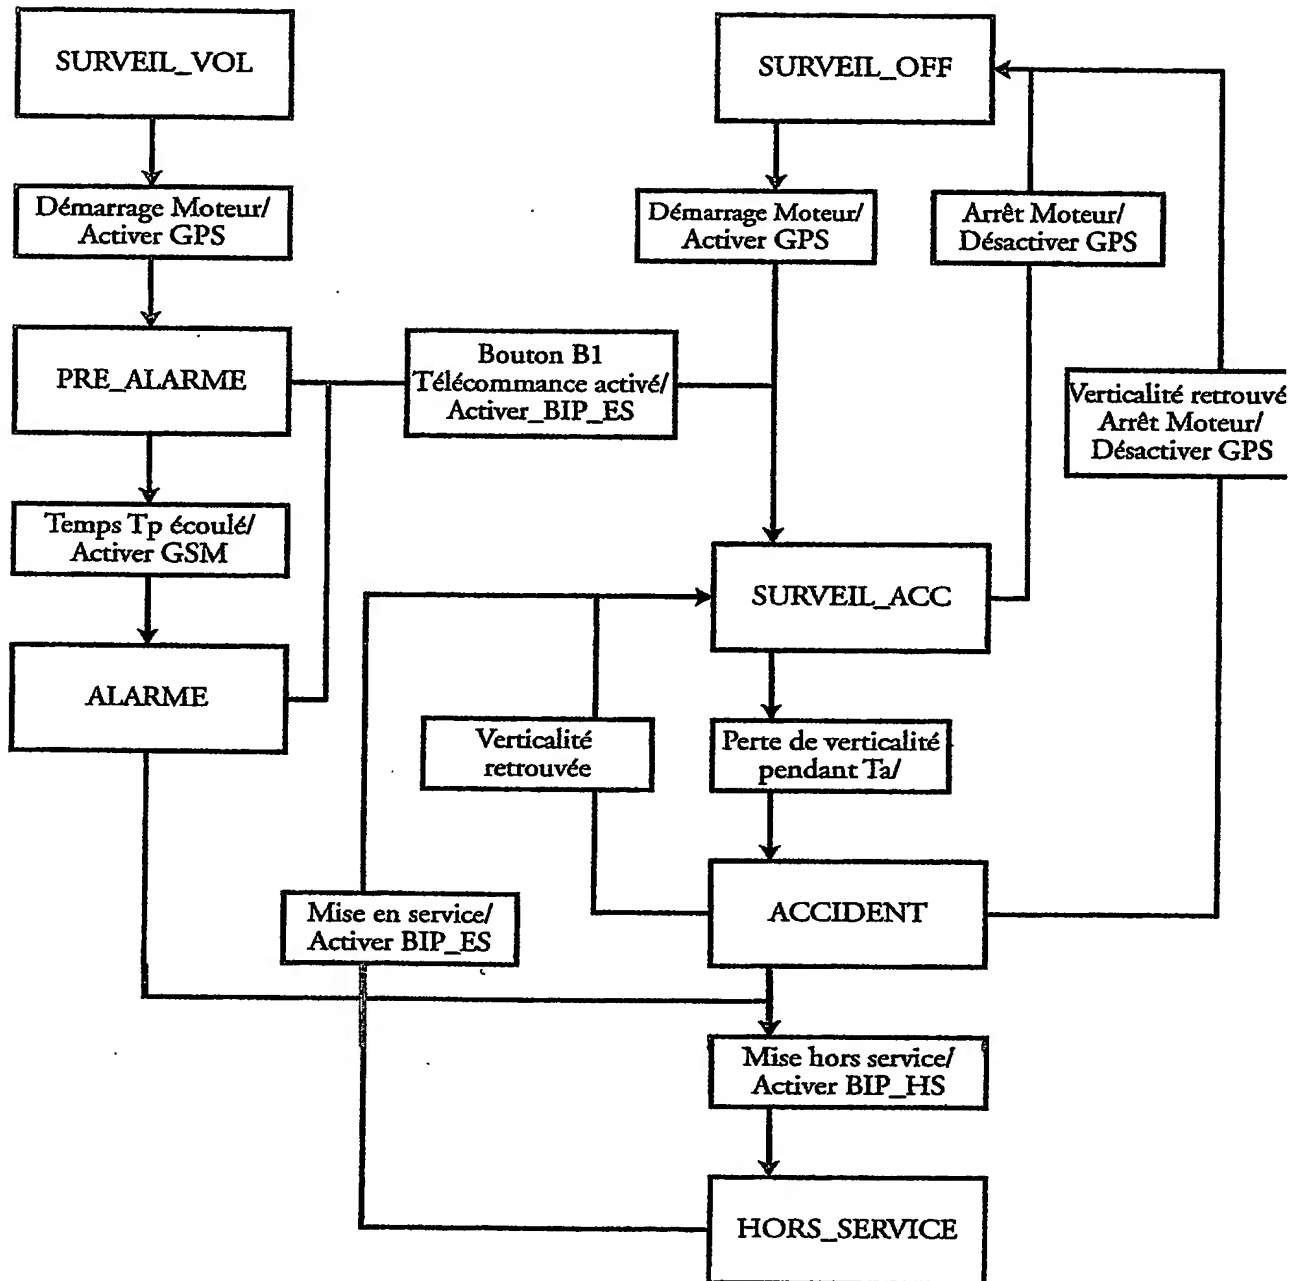 SURVEIL_VOL
SURVEIL_OFF
Démarrage Moteur/
Activer GPS
Démarrage Moteur/
Activer GPS
Arrêt Moteur/
Désactiver GPS
PRE_ALARME
Bouton B1
Télécommance activé/
Activer_BIP_ES
Verticalité retrouvé
Arrêt Moteur/
Désactiver GPS
Temps Tp écoulé/
Activer GSM
SURVEIL_ACC
ALARME
Verticalité
retrouvée
Perte de verticalité
pendant Ta/
Mise en service/
Activer BIP_ES
ACCIDENT
Mise hors service/
Activer BIP_HS
HORS_SERVICE